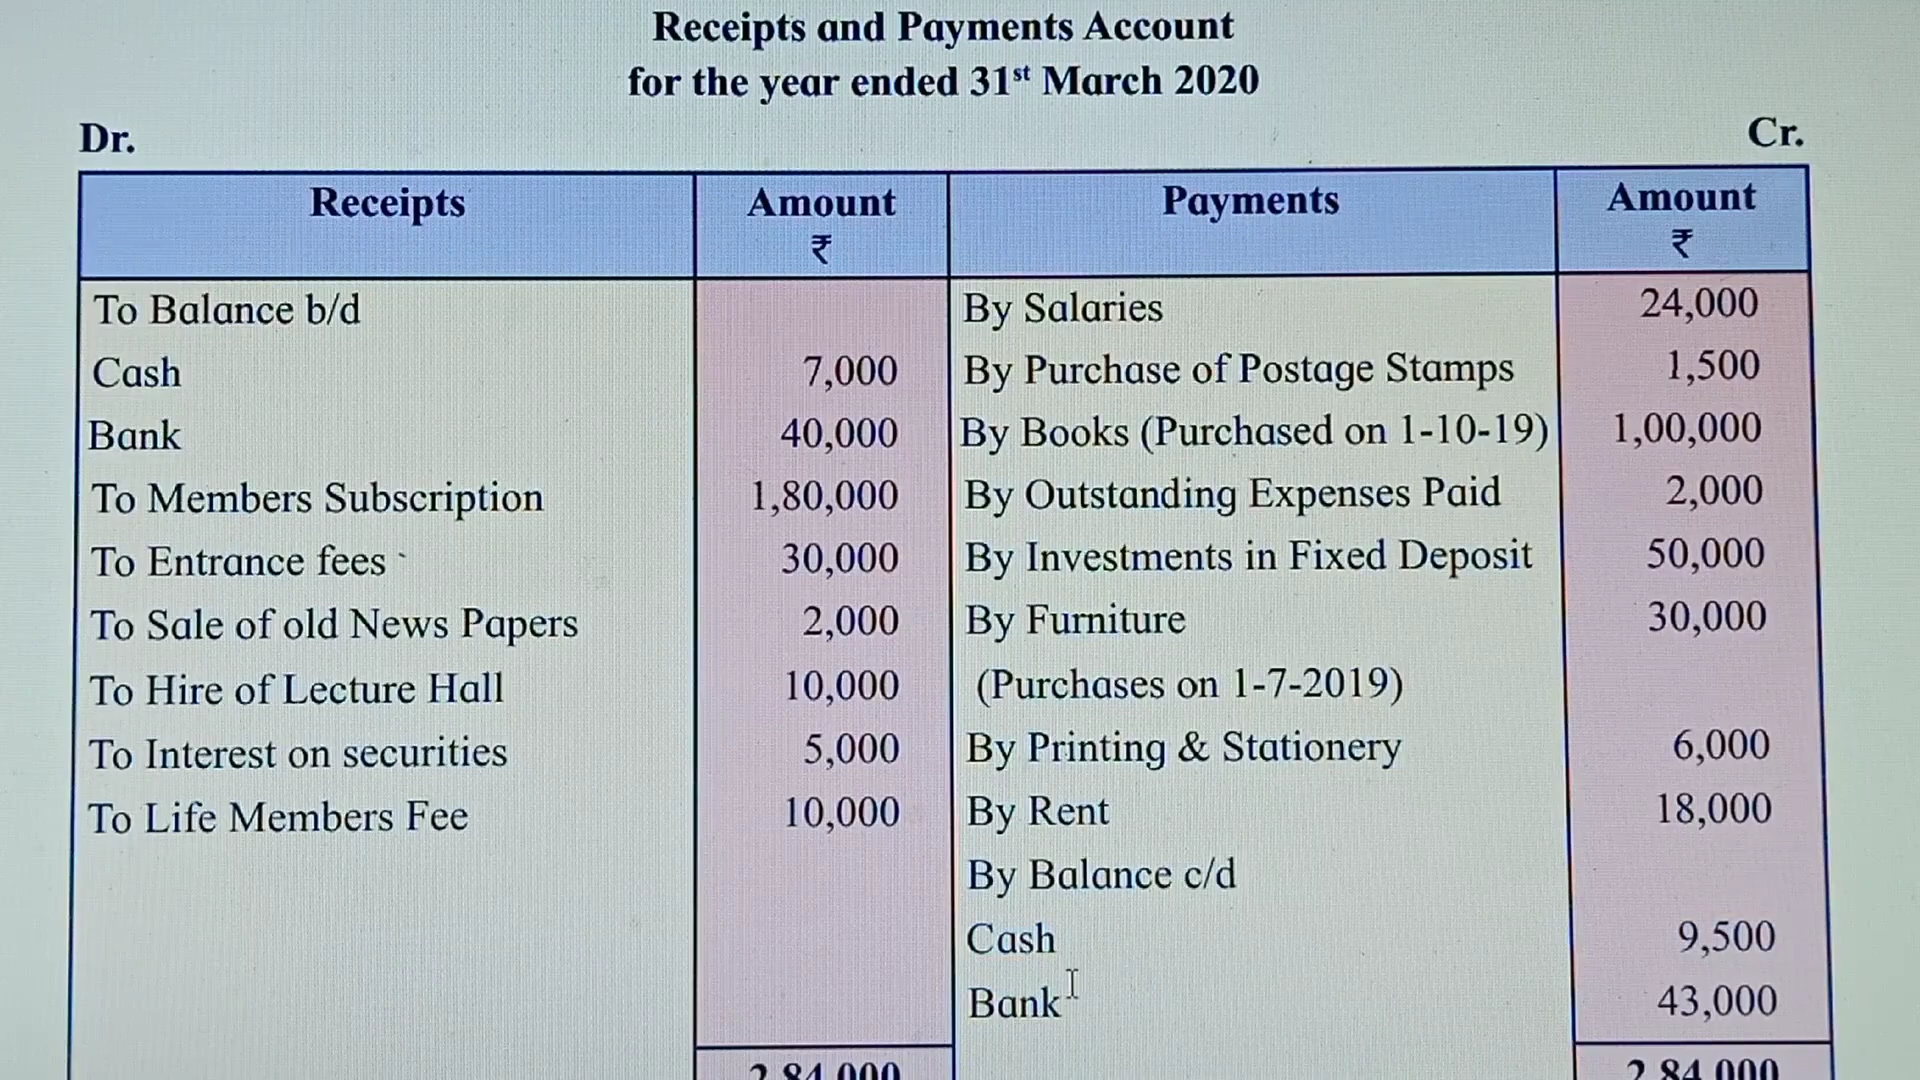 Receipts and Payments Account
for the year ended 31st March 2020
Dr. Cr.
Receipts Amount ₹ Payments Amount ₹
To Balance b/d By Salaries 24,000
Cash 7,000 By Purchase of Postage Stamps 1,500
Bank 40,000 By Books (Purchased on 1-10-19) 1,00,000
To Members Subscription 1,80,000 By Outstanding Expenses Paid 2,000
To Entrance fees 30,000 By Investments in Fixed Deposit 50,000
To Sale of old News Papers 2,000 By Furniture 30,000
To Hire of Lecture Hall 10,000 (Purchases on 1-7-2019)
To Interest on securities 5,000 By Printing & Stationery 6,000
To Life Members Fee 10,000 By Rent 18,000
By Balance c/d
Cash 9,500
Bank 43,000
2,84,000 2,84,000